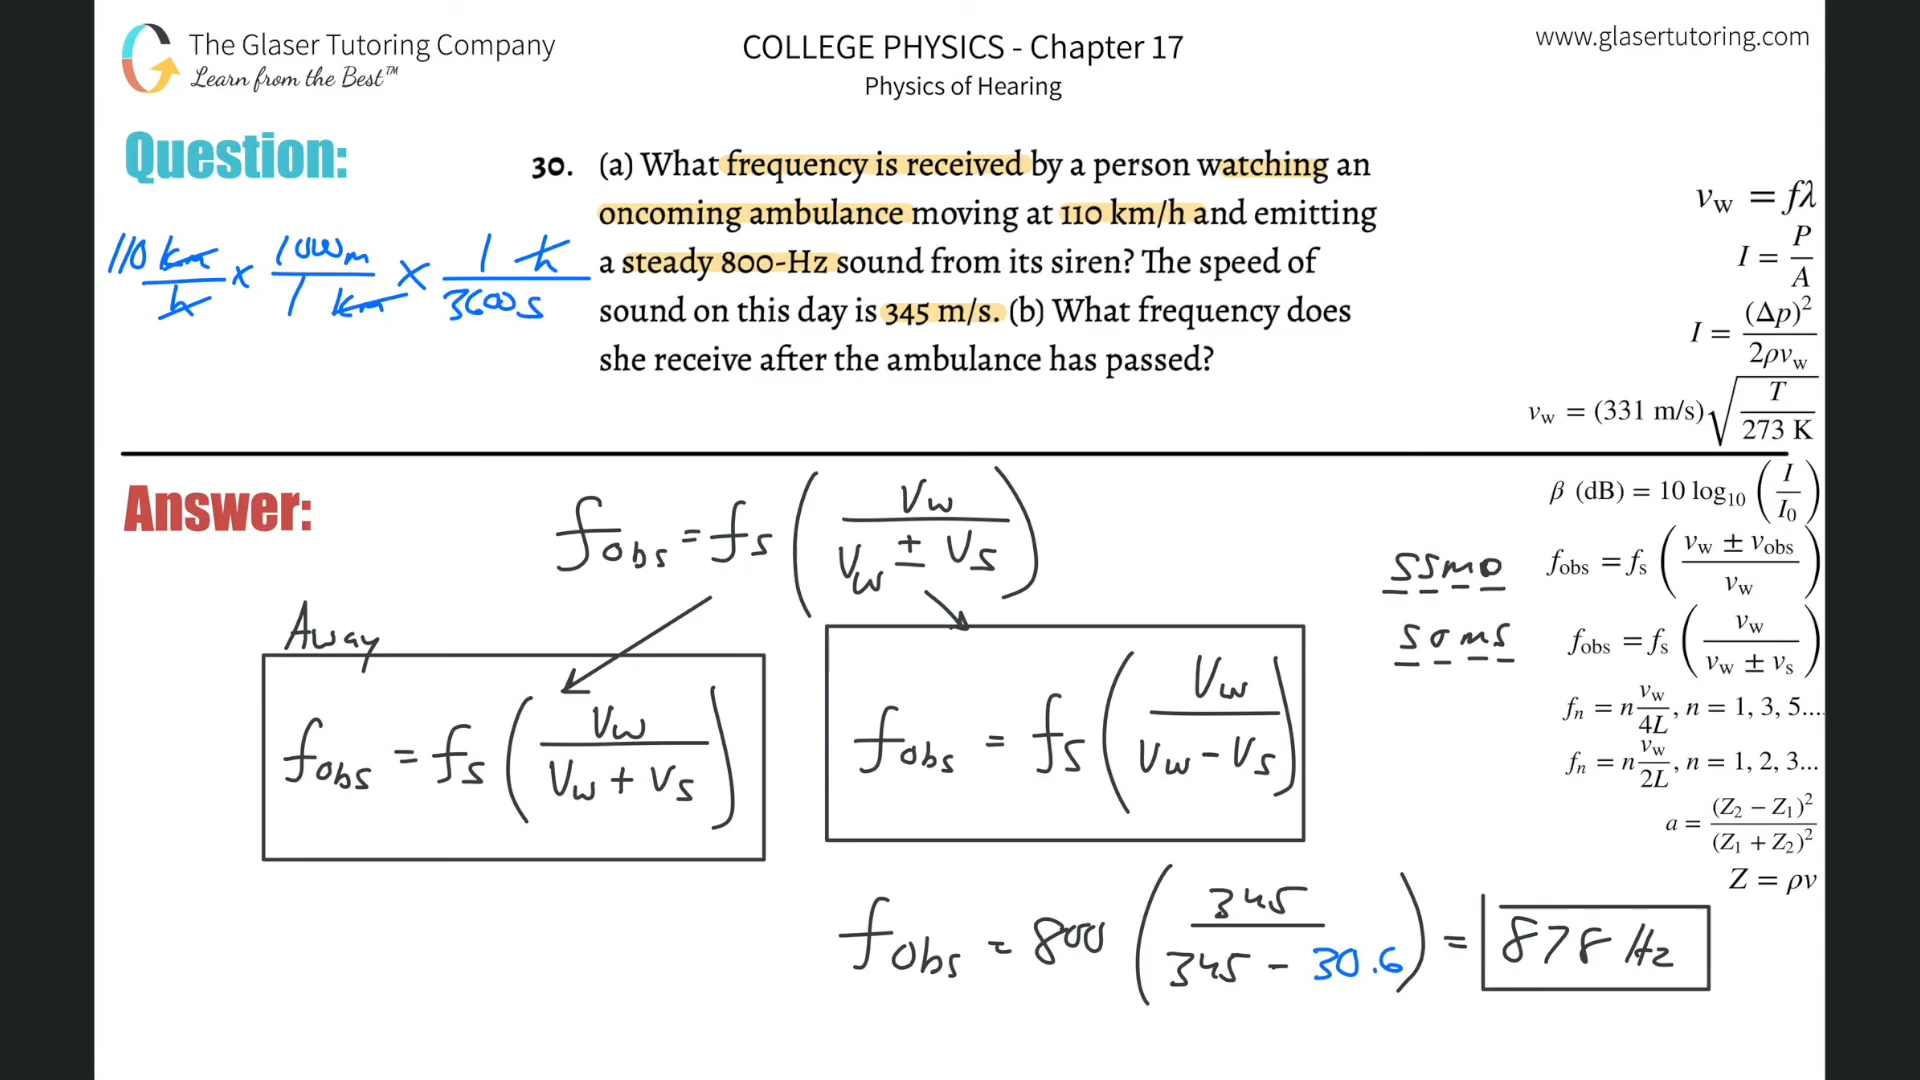 The Glaser Tutoring Company
Learn from the Best™
COLLEGE PHYSICS - Chapter 17
Physics of Hearing
www.glasertutoring.com
Question:
30. (a) What frequency is received by a person watching an
oncoming ambulance moving at 110 km/h and emitting
a steady 800-Hz sound from its siren? The speed of
sound on this day is 345 m/s. (b) What frequency does
she receive after the ambulance has passed?
110 km/h × 1000m/1 km × 1 h/3600s
v_w = fλ
I = P/A
I = (Δp)²/2ρv_w
v_w = (331 m/s)√(T/273 K)
Answer:
f_obs = f_s (v_w/(v_w ± v_s))
β (dB) = 10 log₁₀ (I/I₀)
SSMO f_obs = f_s ((v_w ± v_obs)/v_w)
SOMS f_obs = f_s (v_w/(v_w ± v_s))
f_n = n v_w/4L, n = 1, 3, 5...
f_n = n v_w/2L, n = 1, 2, 3...
a = (Z₂ − Z₁)²/(Z₁ + Z₂)²
Z = ρv
Away
f_obs = f_s (v_w/(v_w + v_s))
f_obs = f_s (v_w/(v_w - v_s))
f_obs = 800 (345/(345 - 30.6)) = 878 Hz